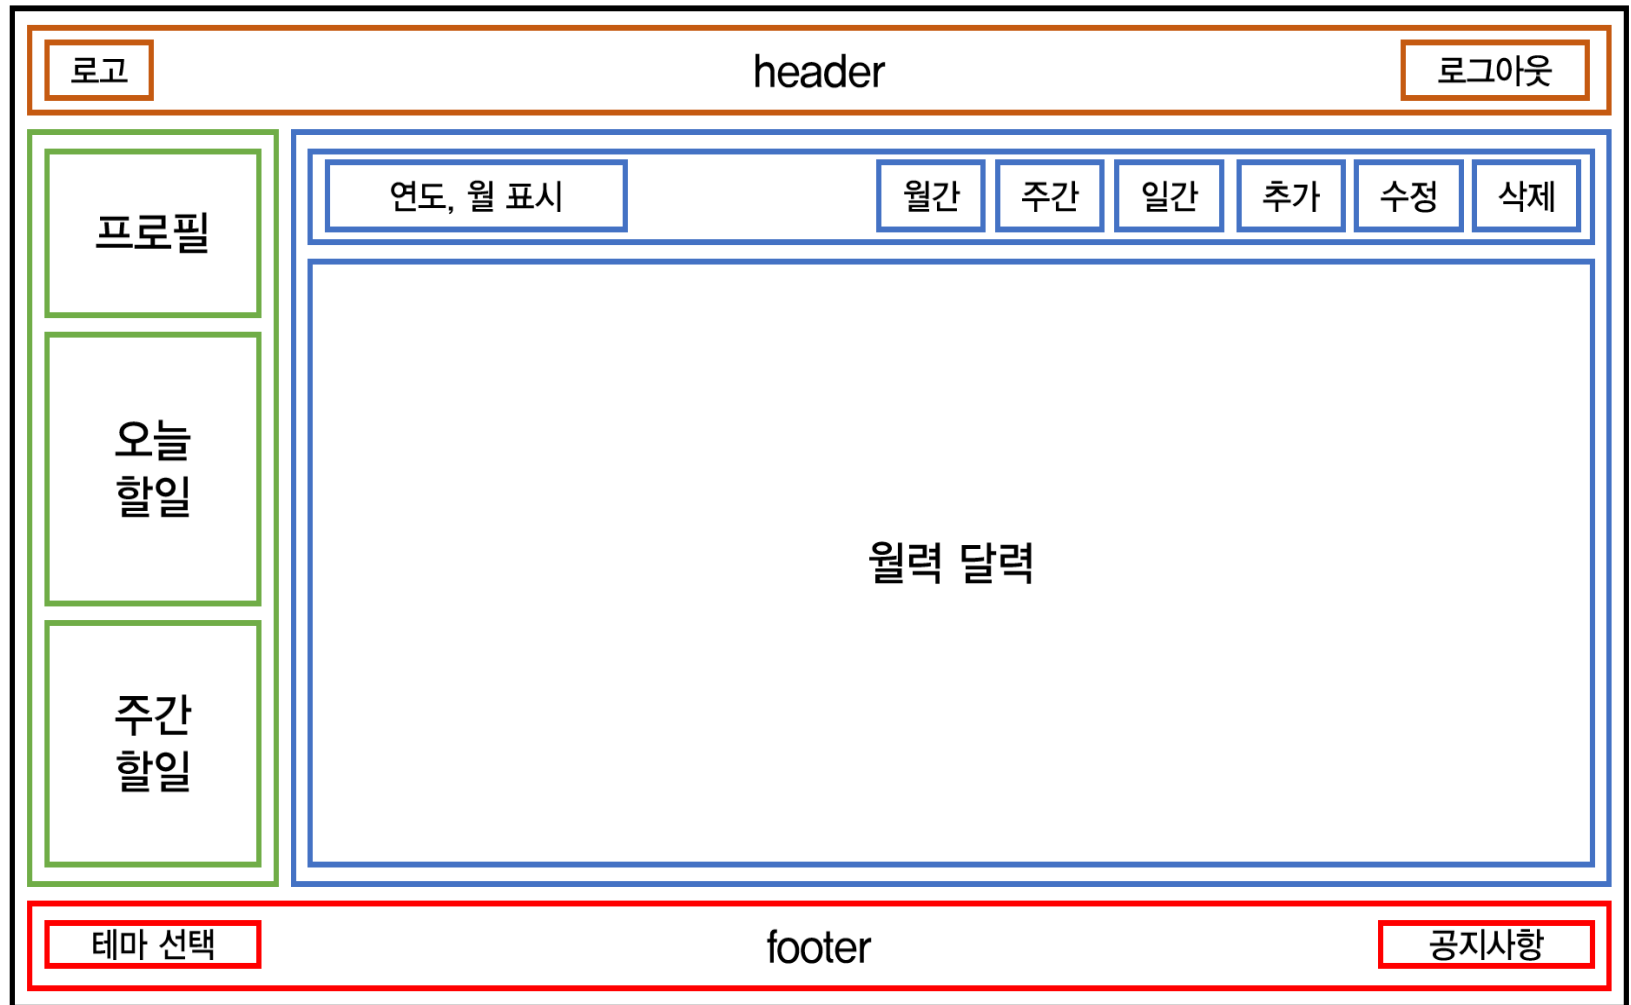 로고
header
로그아웃
프로필
오늘
할일
주간
할일
연도, 월 표시
월간
주간
일간
추가
수정
삭제
월력 달력
테마 선택
footer
공지사항